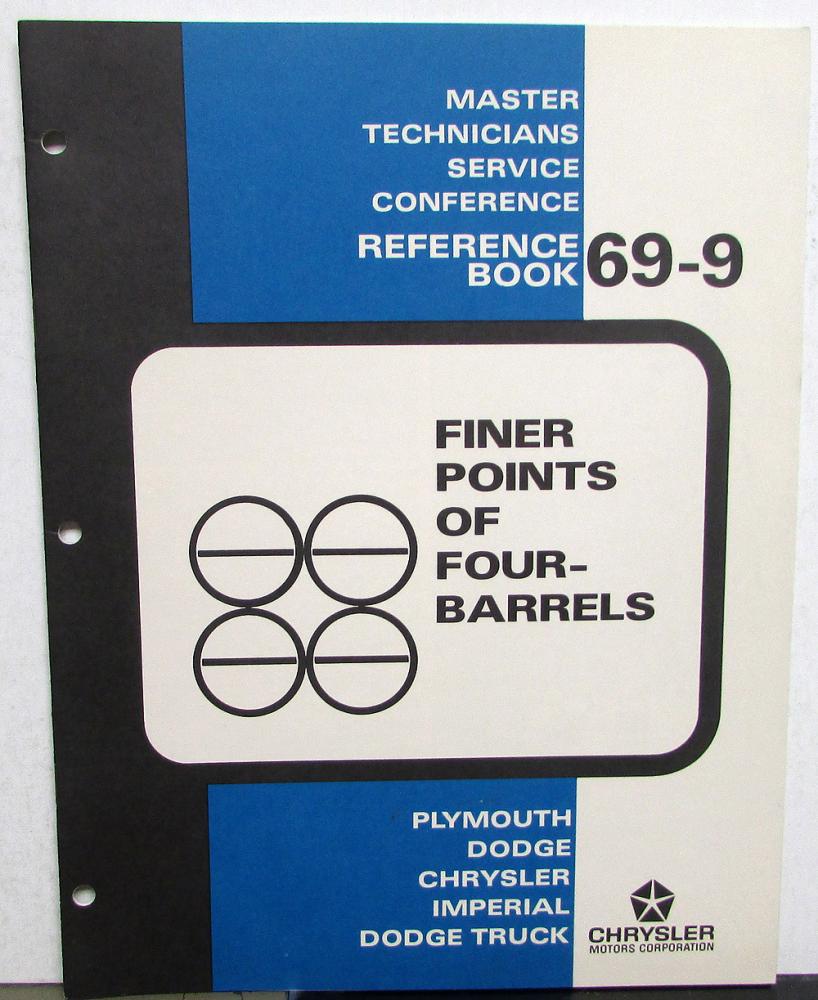 MASTER
TECHNICIANS
SERVICE
CONFERENCE
REFERENCE
BOOK 69-9
FINER
POINTS
OF
FOUR-
BARRELS
PLYMOUTH
DODGE
CHRYSLER
IMPERIAL
DODGE TRUCK
CHRYSLER
MOTORS CORPORATION